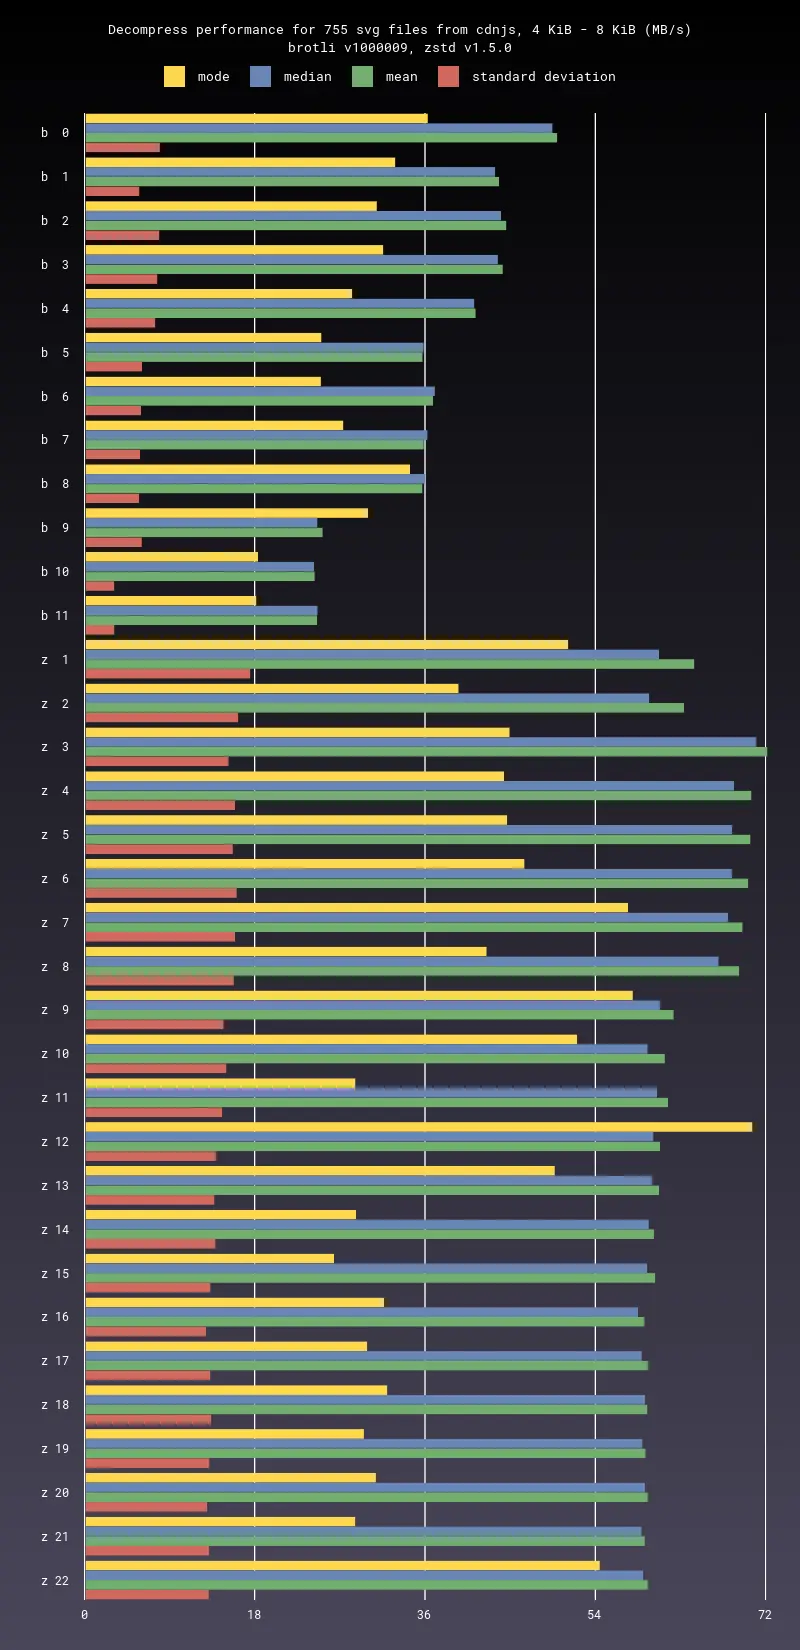 Decompress performance for 755 svg files from cdnjs, 4 KiB - 8 KiB (MB/s)
brotli v1000009, zstd v1.5.0
mode median mean standard deviation
b 0
b 1
b 2
b 3
b 4
b 5
b 6
b 7
b 8
b 9
b 10
b 11
z 1
z 2
z 3
z 4
z 5
z 6
z 7
z 8
z 9
z 10
z 11
z 12
z 13
z 14
z 15
z 16
z 17
z 18
z 19
z 20
z 21
z 22
0 18 36 54 72